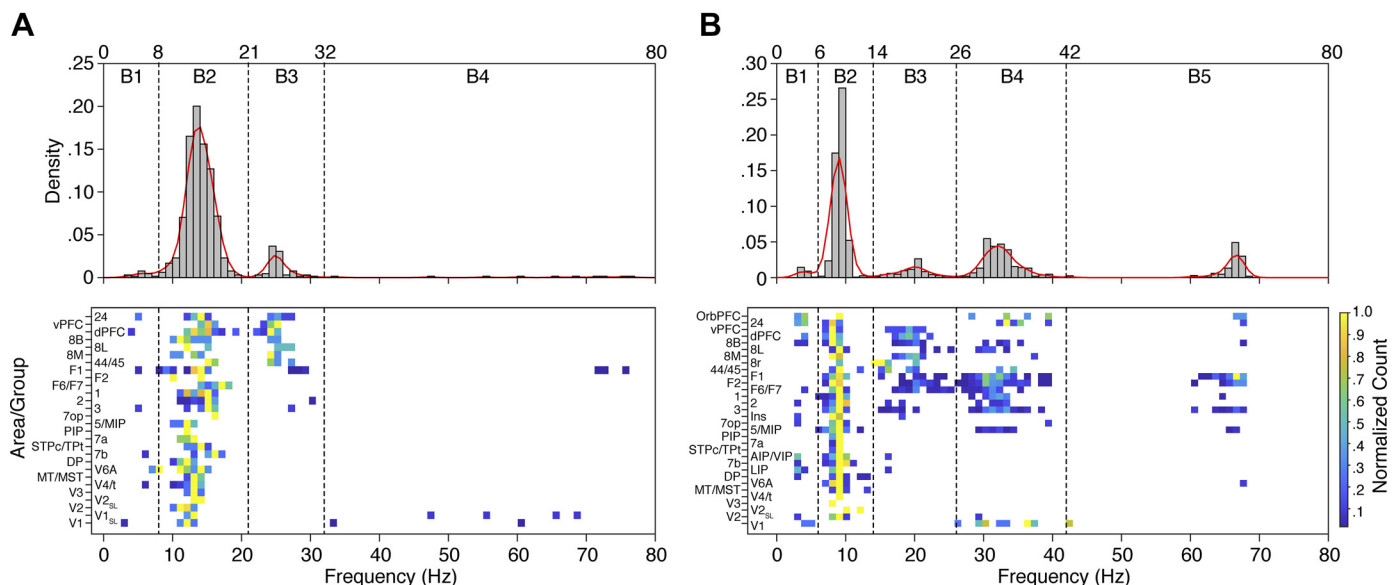 A
0 8 21 32 80
.25
.20
.15
.10
.05
0
Density
B1 B2 B3 B4
24
vPFC
dPFC
8B
8L
8M
44/45
F1
F2
F6/F7
1
2
3
7op
5/MIP
PIP
7a
STPc/TPt
7b
DP
V6A
MT/MST
V4/t
V3
V2SL
V2
V1SL
V1
Area/Group
0 10 20 30 40 50 60 70 80
Frequency (Hz)
B
0 6 14 26 42 80
.30
.25
.20
.15
.10
.05
0
B1 B2 B3 B4 B5
OrbPFC
24
vPFC
dPFC
8B
8L
8M
8r
44/45
F1
F2
F6/F7
1
2
3
Ins
7op
5/MIP
PIP
7a
STPc/TPt
AIP/VIP
7b
LIP
DP
V6A
MT/MST
V4/t
V3
V2SL
V2
V1
0 10 20 30 40 50 60 70 80
Frequency (Hz)
1.0
.9
.8
.7
.6
.5
.4
.3
.2
.1
Normalized Count